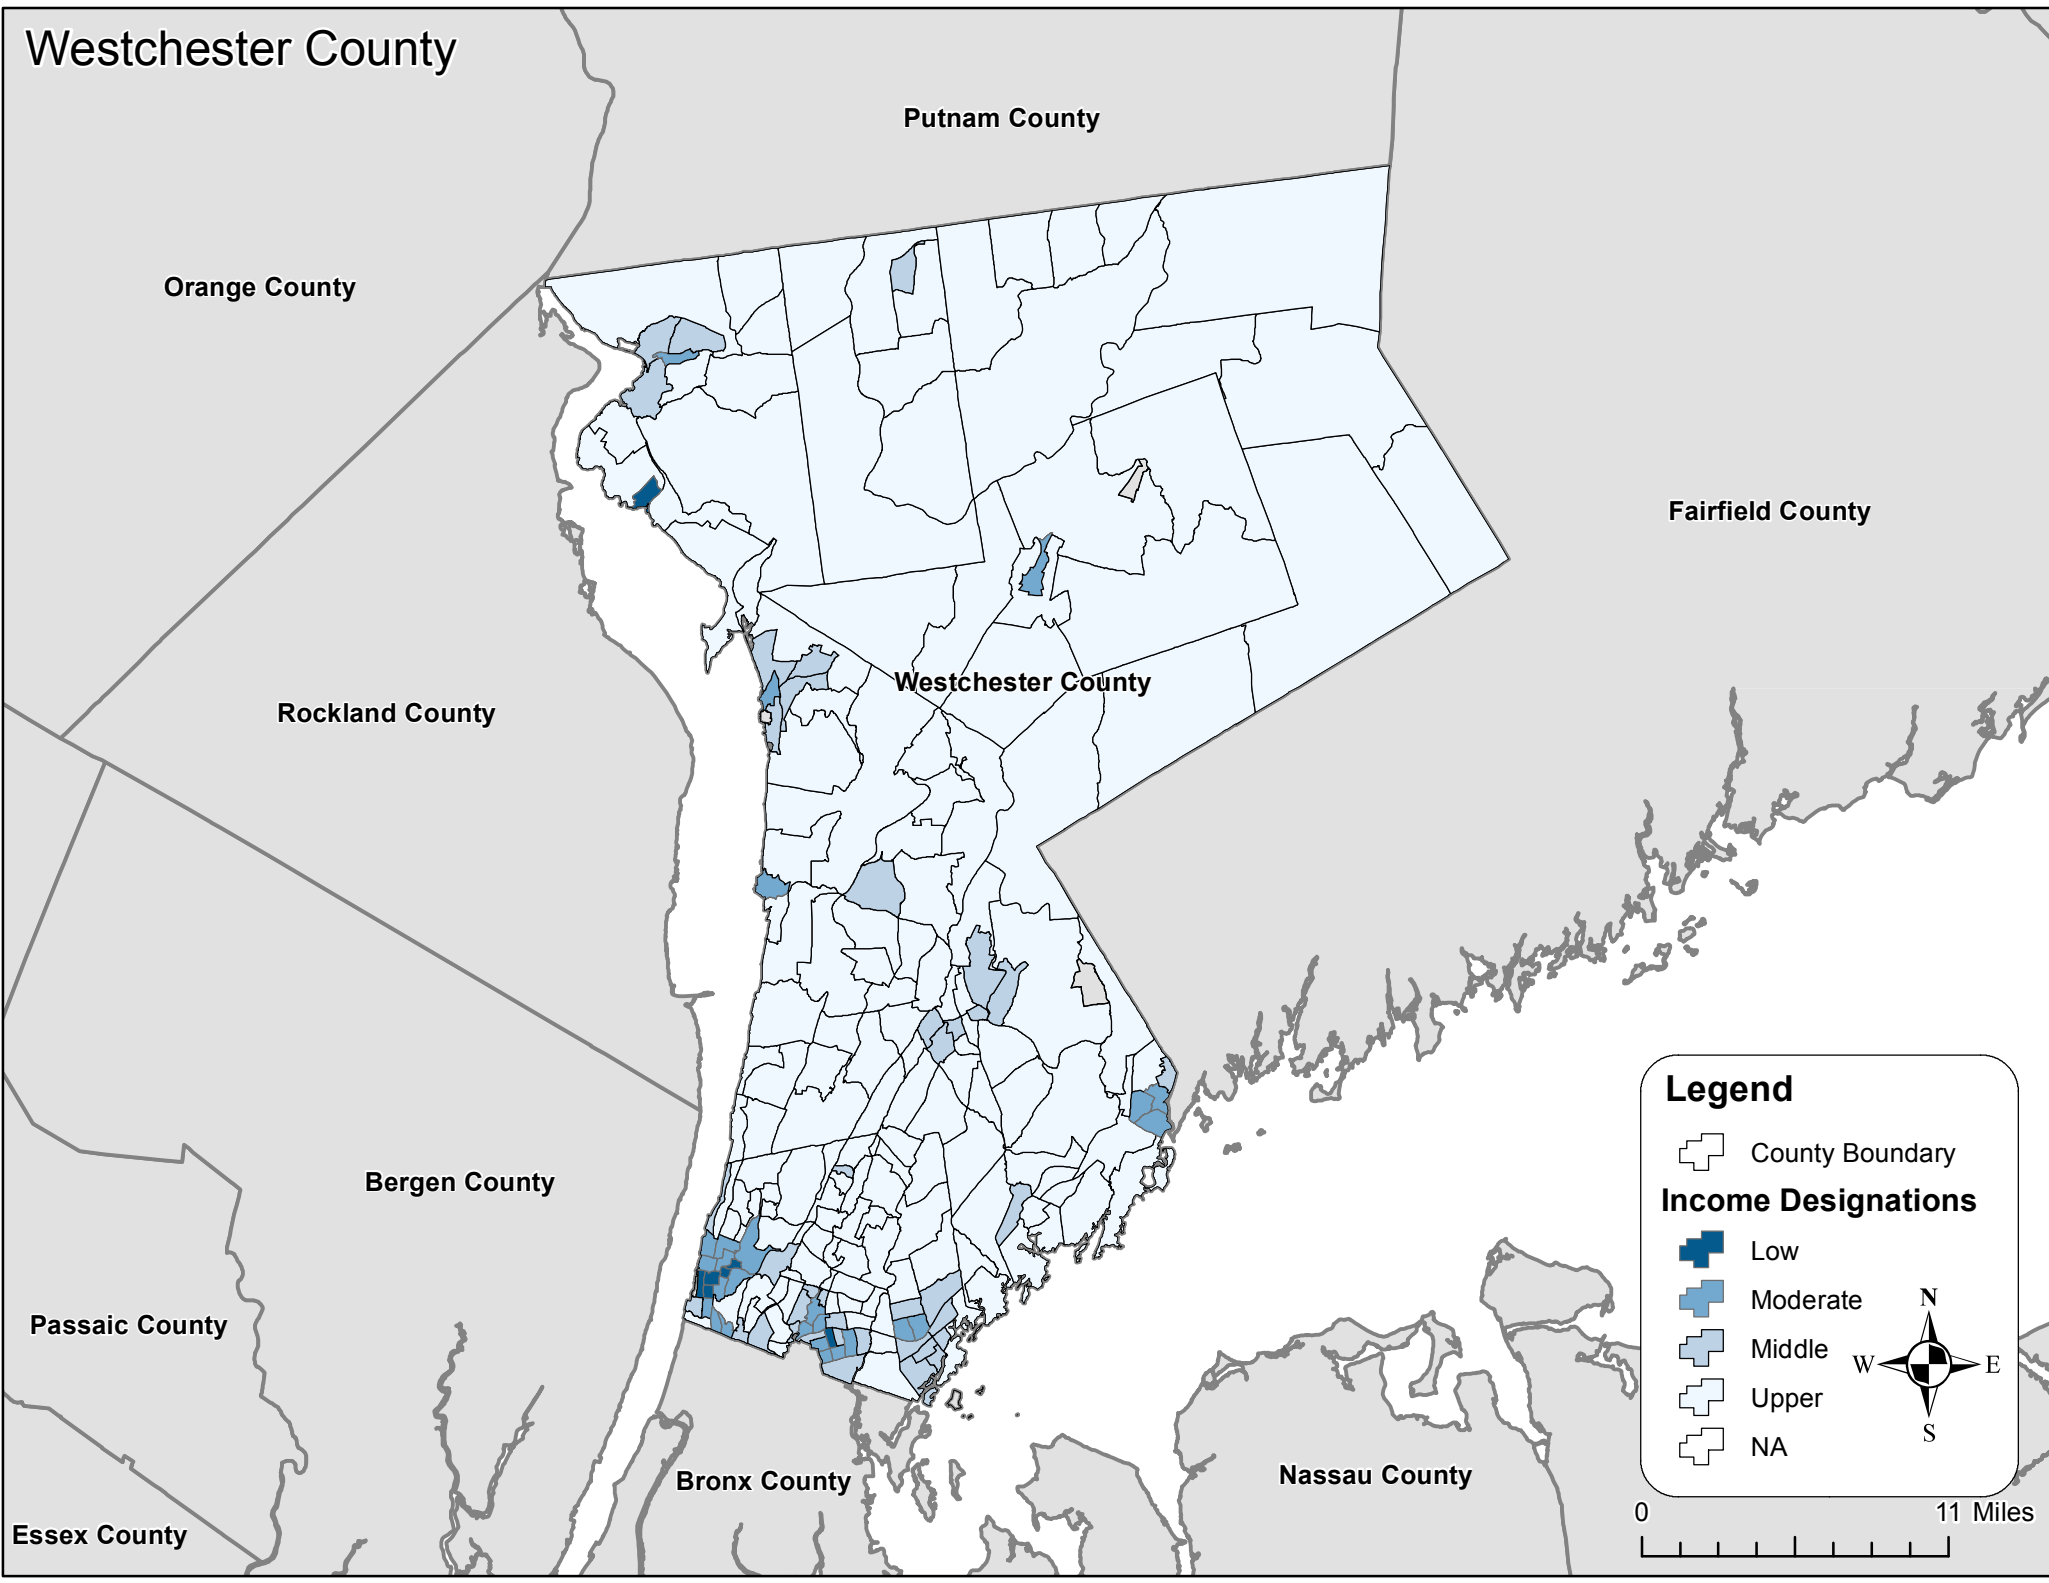 Westchester County
Putnam County
Orange County
Fairfield County
Westchester County
Rockland County
Bergen County
Passaic County
Bronx County
Nassau County
Essex County
Legend
County Boundary
Income Designations
Low
Moderate
Middle
Upper
NA
N
W E
S
0 11 Miles